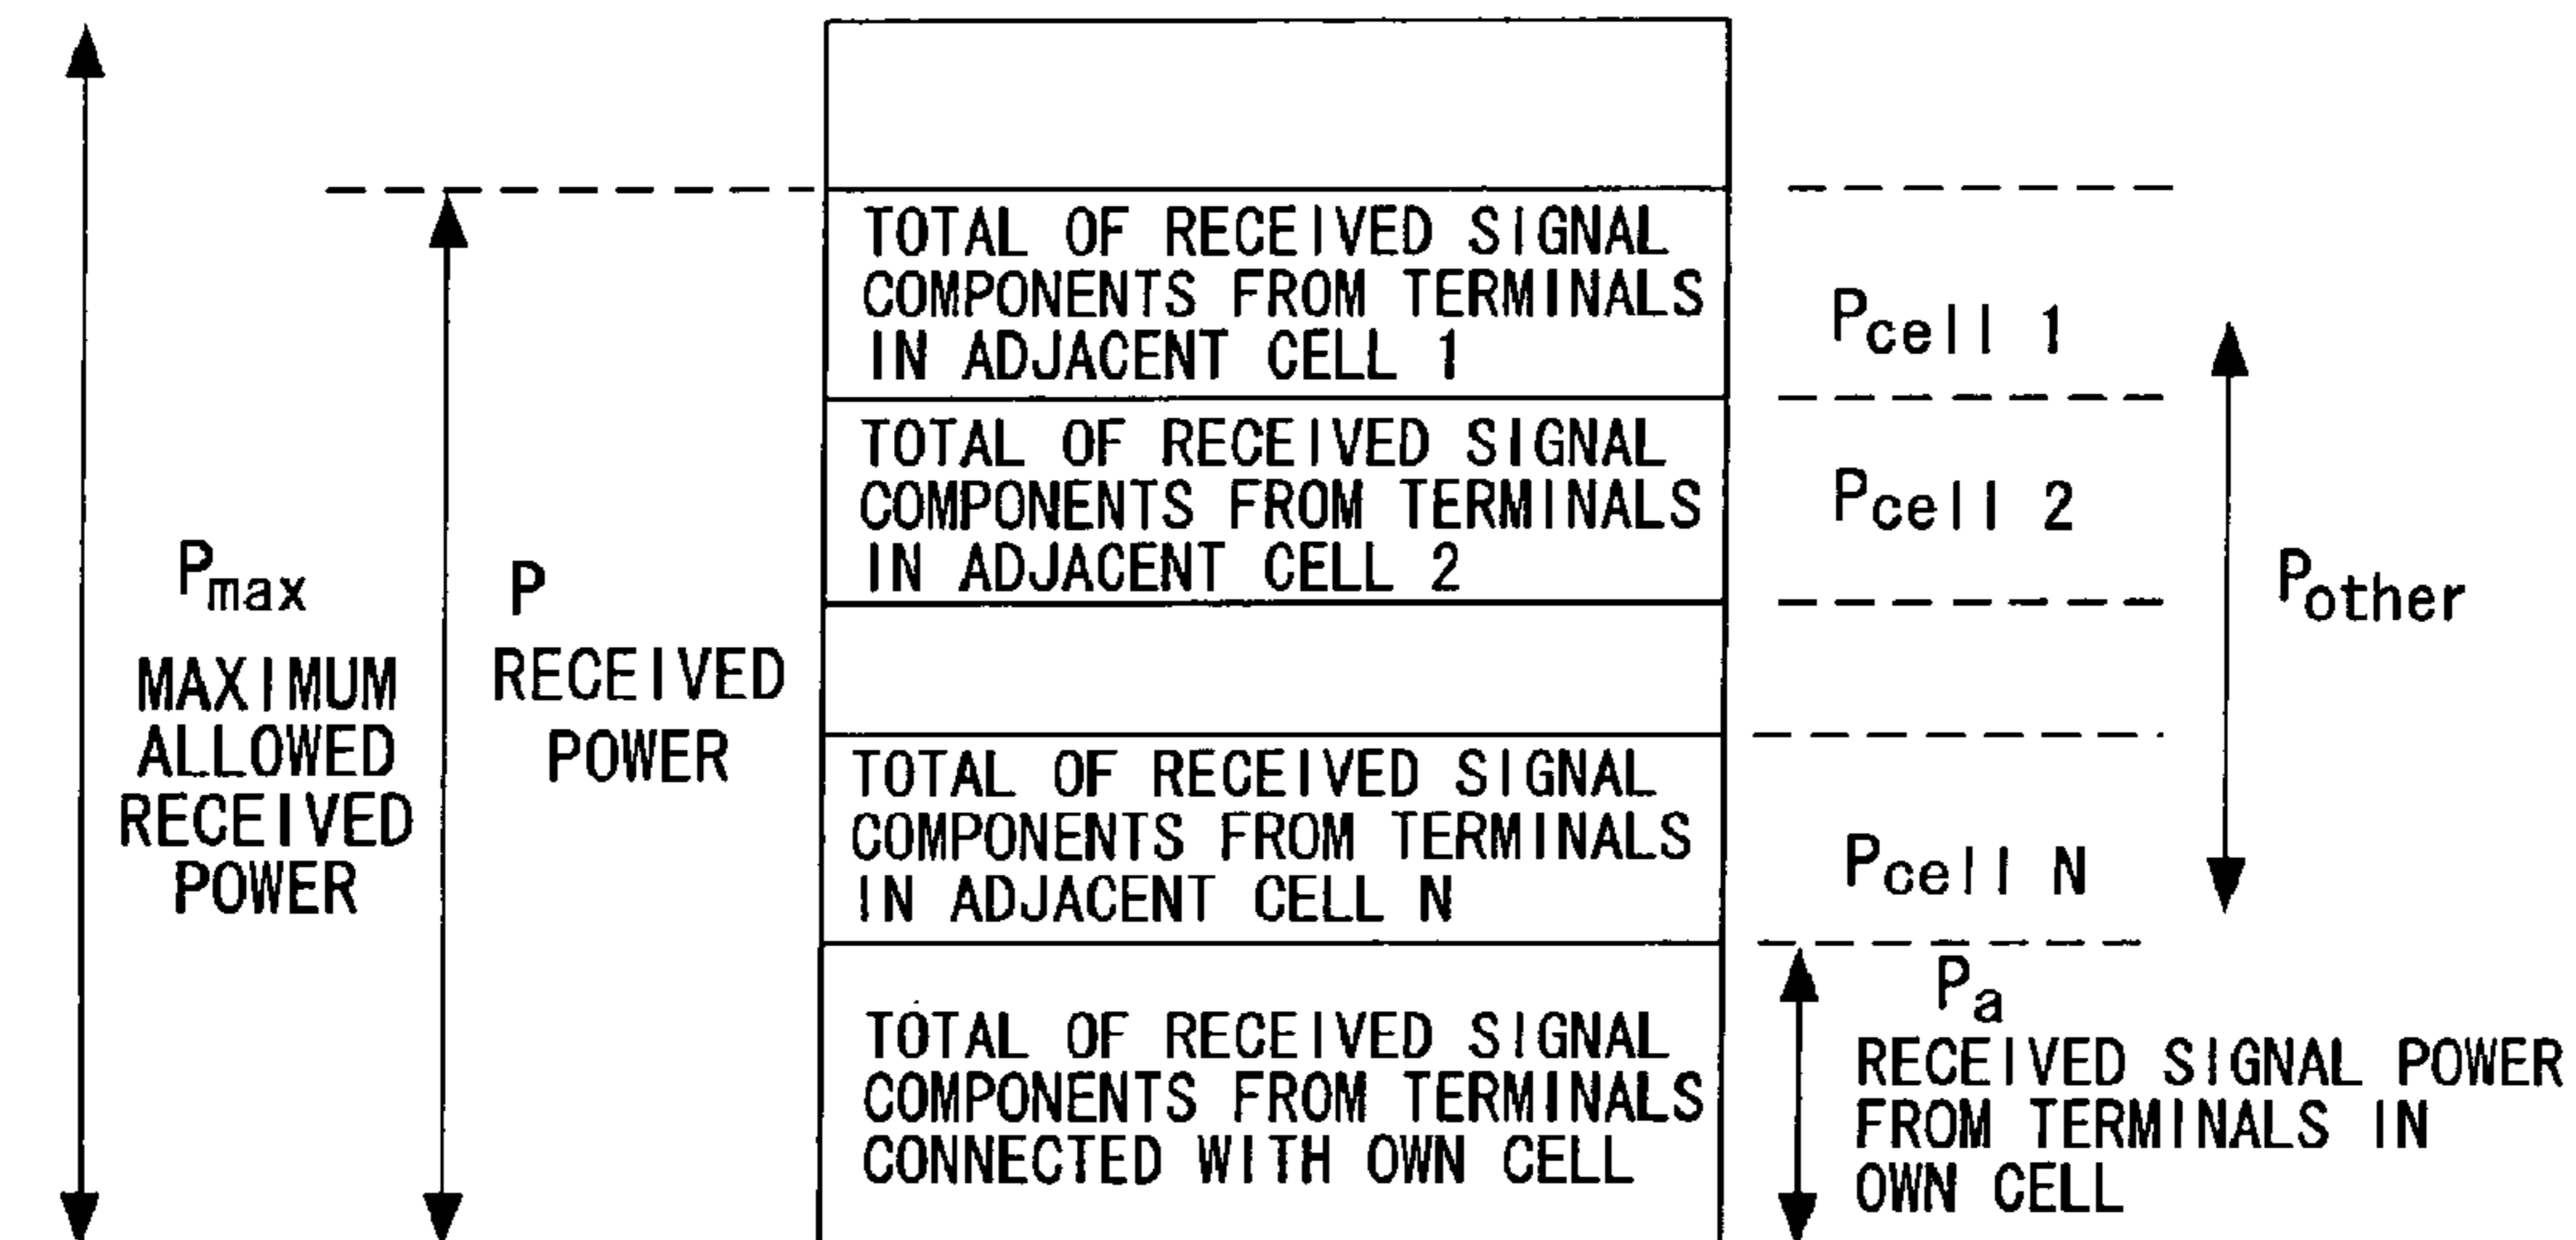 P max
MAXIMUM
ALLOWED
RECEIVED
POWER
P
RECEIVED
POWER
TOTAL OF RECEIVED SIGNAL
COMPONENTS FROM TERMINALS
IN ADJACENT CELL 1
TOTAL OF RECEIVED SIGNAL
COMPONENTS FROM TERMINALS
IN ADJACENT CELL 2
TOTAL OF RECEIVED SIGNAL
COMPONENTS FROM TERMINALS
IN ADJACENT CELL N
TOTAL OF RECEIVED SIGNAL
COMPONENTS FROM TERMINALS
CONNECTED WITH OWN CELL
Pcell 1
Pcell 2
Pcell N
Pother
Pa
RECEIVED SIGNAL POWER
FROM TERMINALS IN
OWN CELL